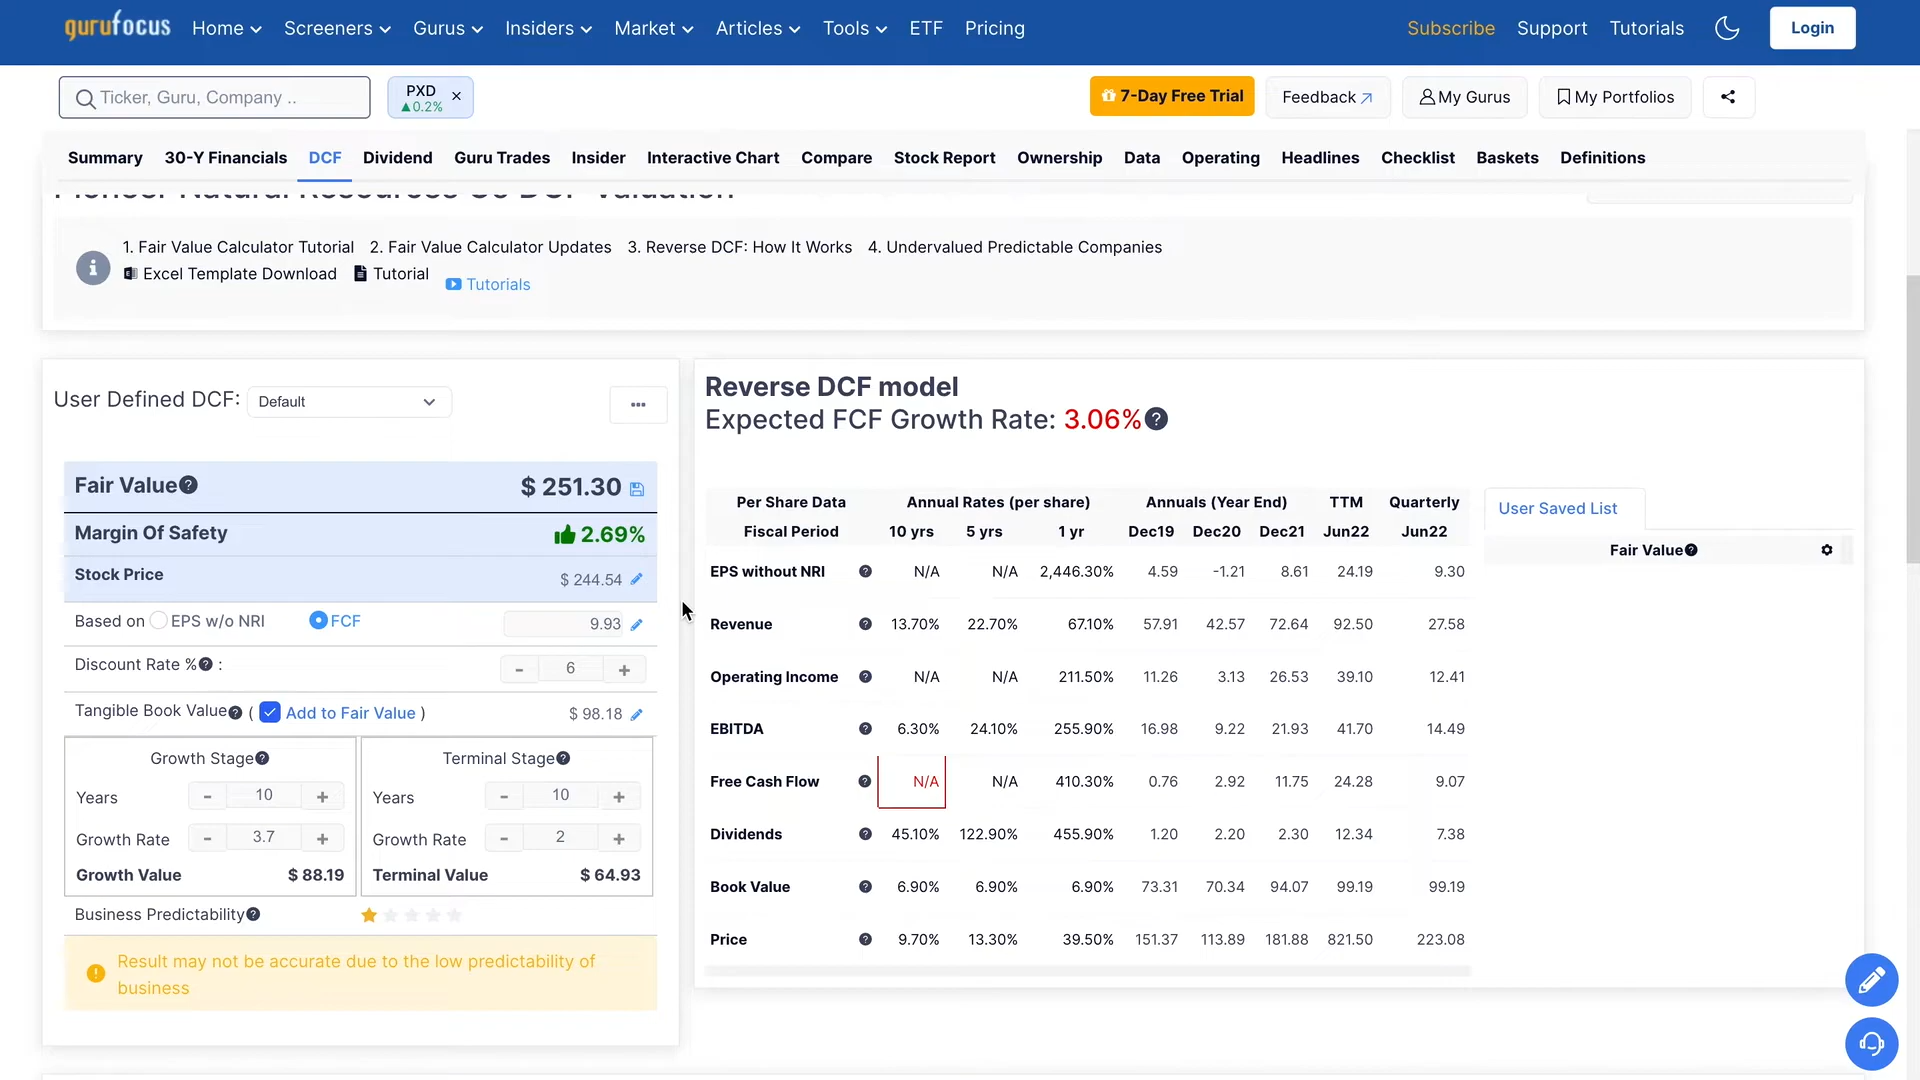 gurufocus Home Screeners Gurus Insiders Market Articles Tools ETF Pricing Subscribe Support Tutorials Login
Ticker, Guru, Company .. PXD 0.2% 7-Day Free Trial Feedback My Gurus My Portfolios
Summary 30-Y Financials DCF Dividend Guru Trades Insider Interactive Chart Compare Stock Report Ownership Data Operating Headlines Checklist Baskets Definitions
Pioneer Natural Resources Co DCF Valuation
1. Fair Value Calculator Tutorial 2. Fair Value Calculator Updates 3. Reverse DCF: How It Works 4. Undervalued Predictable Companies
Excel Template Download Tutorial Tutorials
User Defined DCF: Default
Fair Value $ 251.30
Margin Of Safety 2.69%
Stock Price $ 244.54
Based on EPS w/o NRI FCF 9.93
Discount Rate % : - 6 +
Tangible Book Value ( Add to Fair Value ) $ 98.18
Growth Stage
Years - 10 +
Growth Rate - 3.7 +
Growth Value $ 88.19
Terminal Stage
Years - 10 +
Growth Rate - 2 +
Terminal Value $ 64.93
Business Predictability
Result may not be accurate due to the low predictability of
business
Reverse DCF model
Expected FCF Growth Rate: 3.06%
Per Share Data Annual Rates (per share) Annuals (Year End) TTM Quarterly
Fiscal Period 10 yrs 5 yrs 1 yr Dec19 Dec20 Dec21 Jun22 Jun22
EPS without NRI N/A N/A 2,446.30% 4.59 -1.21 8.61 24.19 9.30
Revenue 13.70% 22.70% 67.10% 57.91 42.57 72.64 92.50 27.58
Operating Income N/A N/A 211.50% 11.26 3.13 26.53 39.10 12.41
EBITDA 6.30% 24.10% 255.90% 16.98 9.22 21.93 41.70 14.49
Free Cash Flow N/A N/A 410.30% 0.76 2.92 11.75 24.28 9.07
Dividends 45.10% 122.90% 455.90% 1.20 2.20 2.30 12.34 7.38
Book Value 6.90% 6.90% 6.90% 73.31 70.34 94.07 99.19 99.19
Price 9.70% 13.30% 39.50% 151.37 113.89 181.88 821.50 223.08
User Saved List
Fair Value